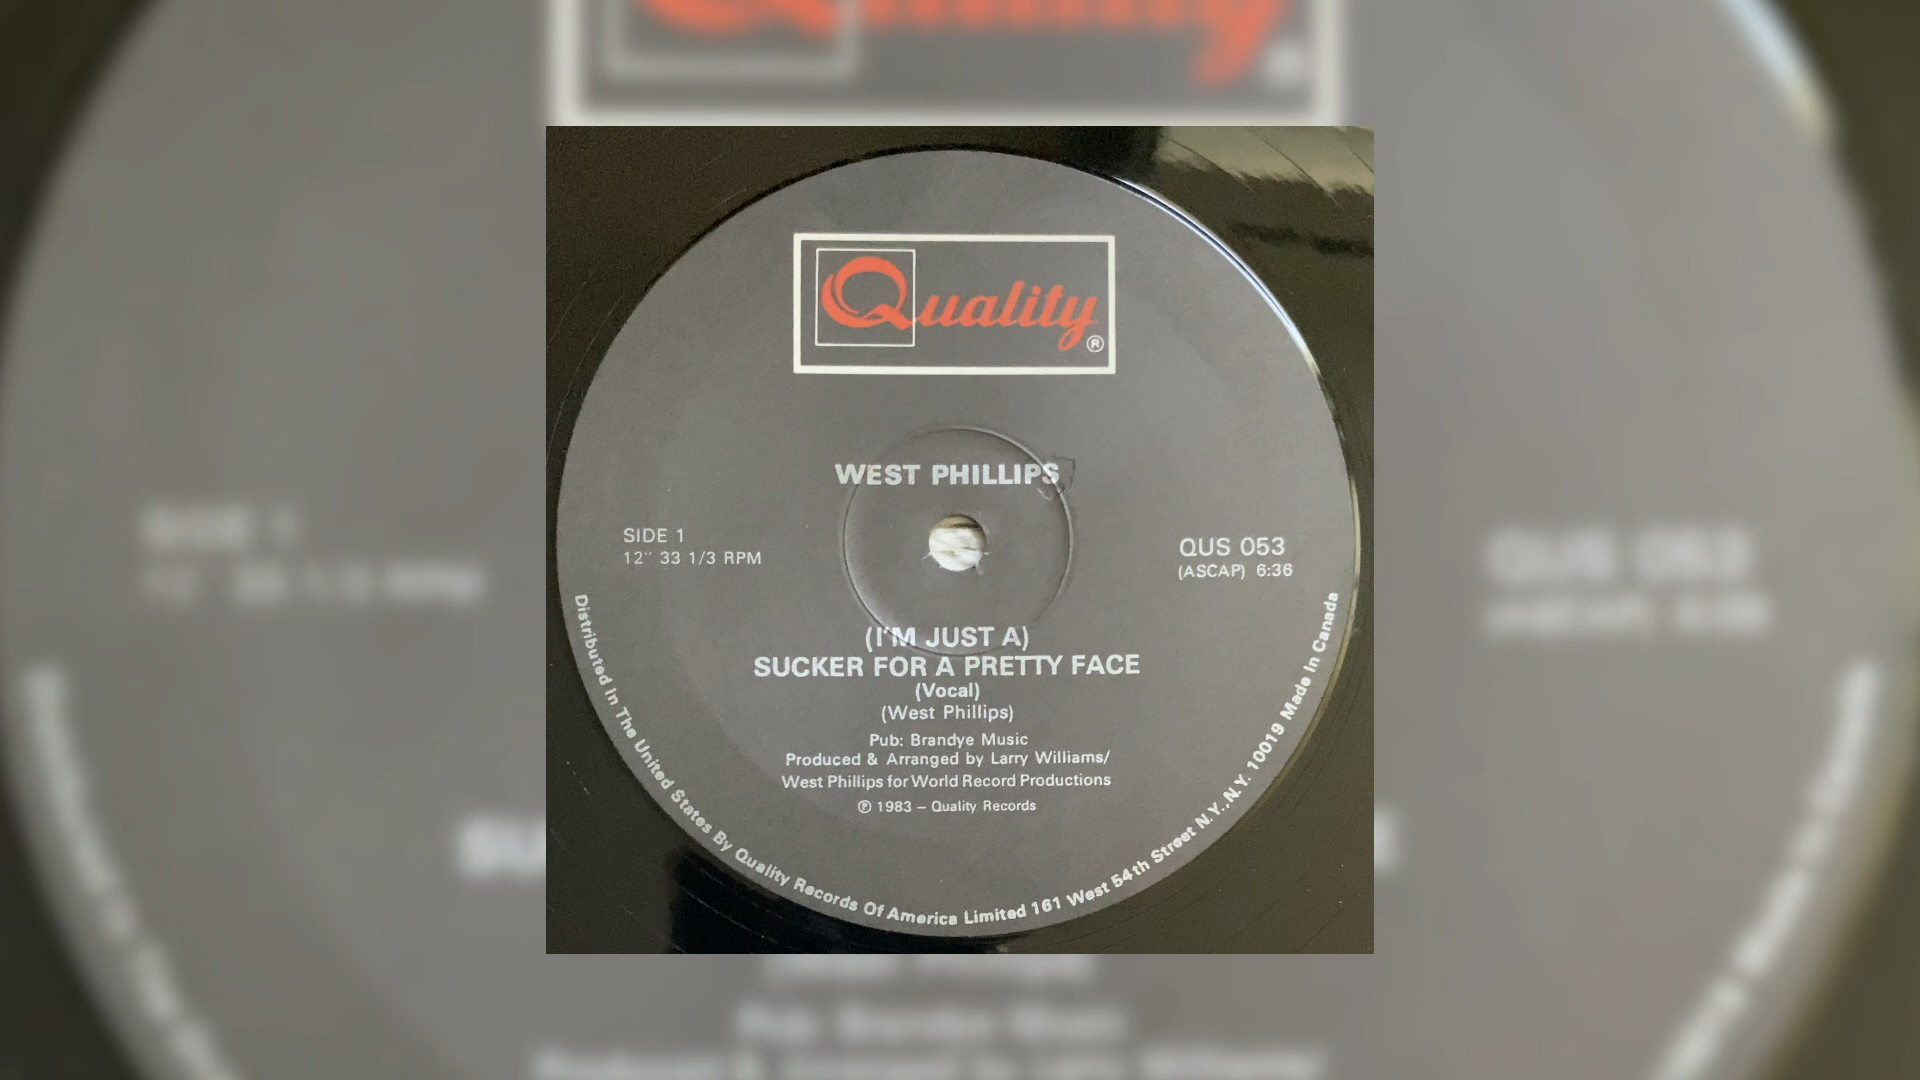 Quality®
WEST PHILLIPS
SIDE 1
12" 33 1/3 RPM
QUS 053
(ASCAP) 6:36
(I'M JUST A)
SUCKER FOR A PRETTY FACE
(Vocal)
(West Phillips)
Pub: Brandye Music
Produced & Arranged by Larry Williams/
West Phillips for World Record Productions
℗ 1983 – Quality Records
Distributed In The United States By Quality Records Of America Limited 161 West 54th Street N.Y.,N.Y. 10019 Made In Canada